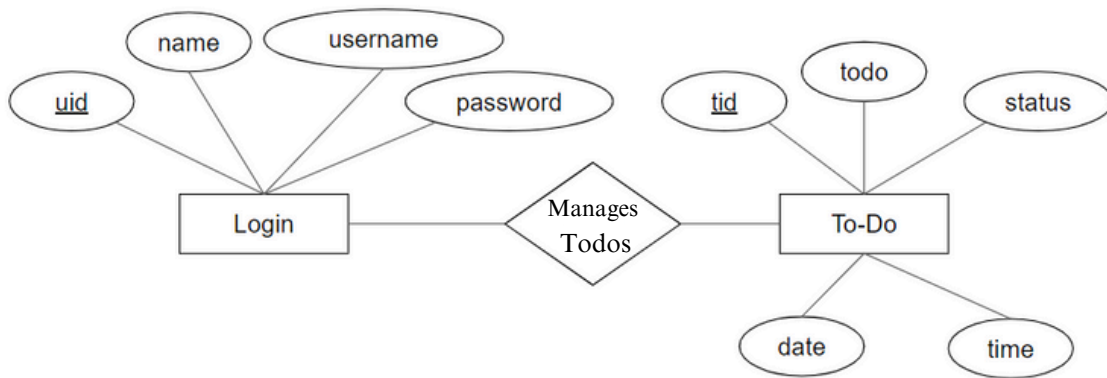 name
username
uid
password
tid
todo
status
Login
Manages
Todos
To-Do
date
time